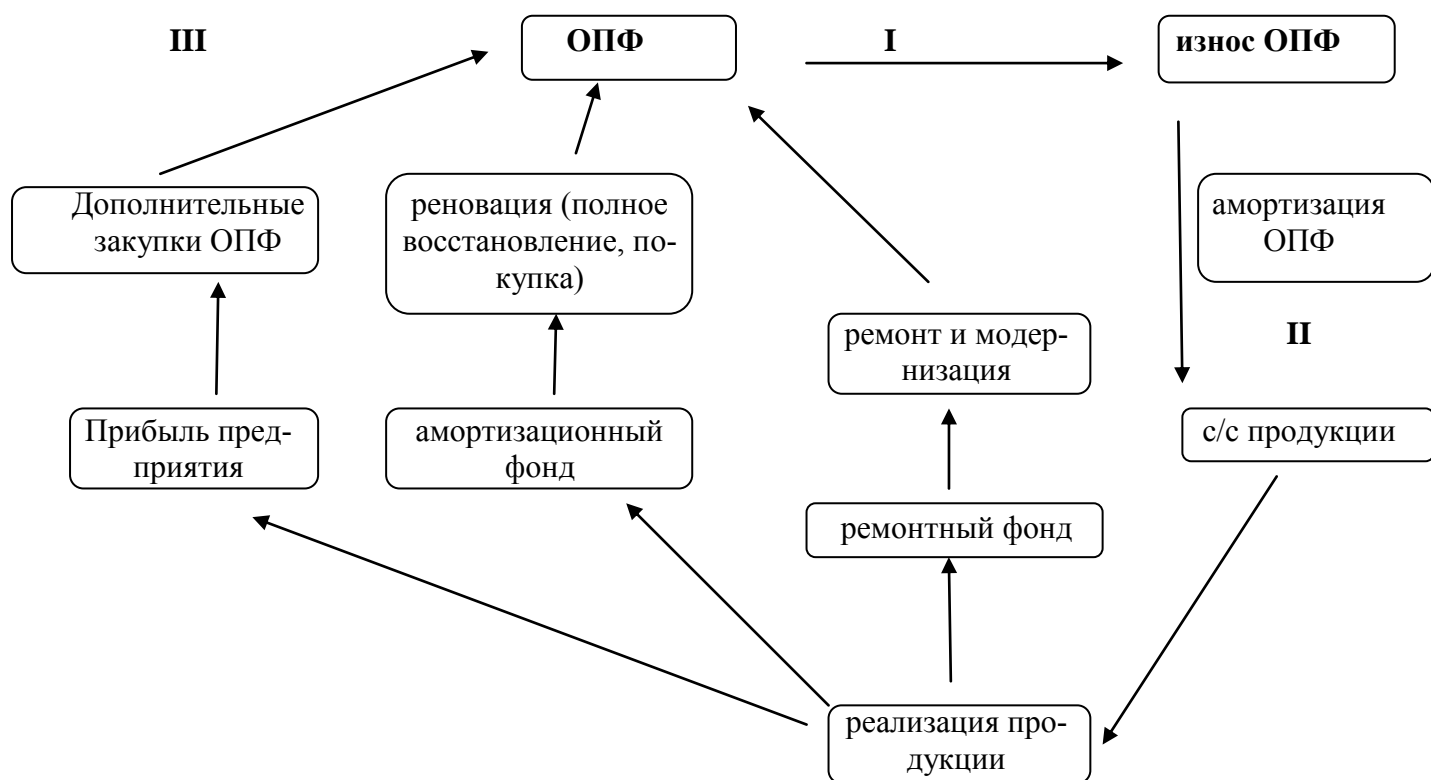 III
ОПФ
I
износ ОПФ
Дополнительные
закупки ОПФ
реновация (полное
восстановление, по-
купка)
амортизация
ОПФ
ремонт и модер-
низация
II
Прибыль пред-
приятия
амортизационный
фонд
с/с продукции
ремонтный фонд
реализация про-
дукции